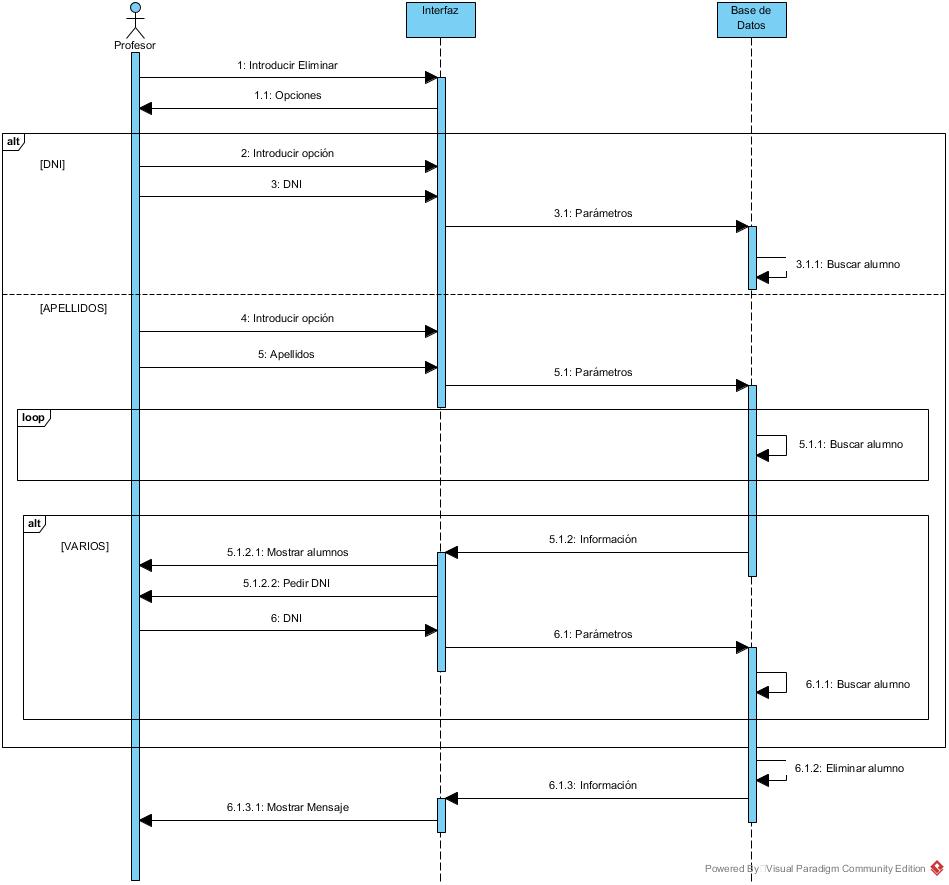 Interfaz
Base de
Datos
Profesor
1: Introducir Eliminar
1.1: Opciones
alt
[DNI]
2: Introducir opción
3: DNI
3.1: Parámetros
3.1.1: Buscar alumno
[APELLIDOS]
4: Introducir opción
5: Apellidos
5.1: Parámetros
loop
5.1.1: Buscar alumno
alt
[VARIOS]
5.1.2: Información
5.1.2.1: Mostrar alumnos
5.1.2.2: Pedir DNI
6: DNI
6.1: Parámetros
6.1.1: Buscar alumno
6.1.2: Eliminar alumno
6.1.3: Información
6.1.3.1: Mostrar Mensaje
Powered By Visual Paradigm Community Edition